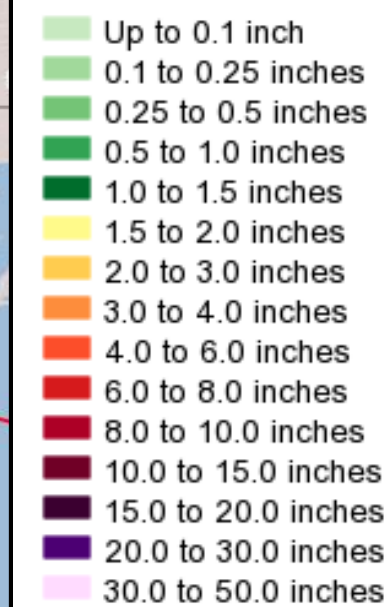 Up to 0.1 inch
0.1 to 0.25 inches
0.25 to 0.5 inches
0.5 to 1.0 inches
1.0 to 1.5 inches
1.5 to 2.0 inches
2.0 to 3.0 inches
3.0 to 4.0 inches
4.0 to 6.0 inches
6.0 to 8.0 inches
8.0 to 10.0 inches
10.0 to 15.0 inches
15.0 to 20.0 inches
20.0 to 30.0 inches
30.0 to 50.0 inches